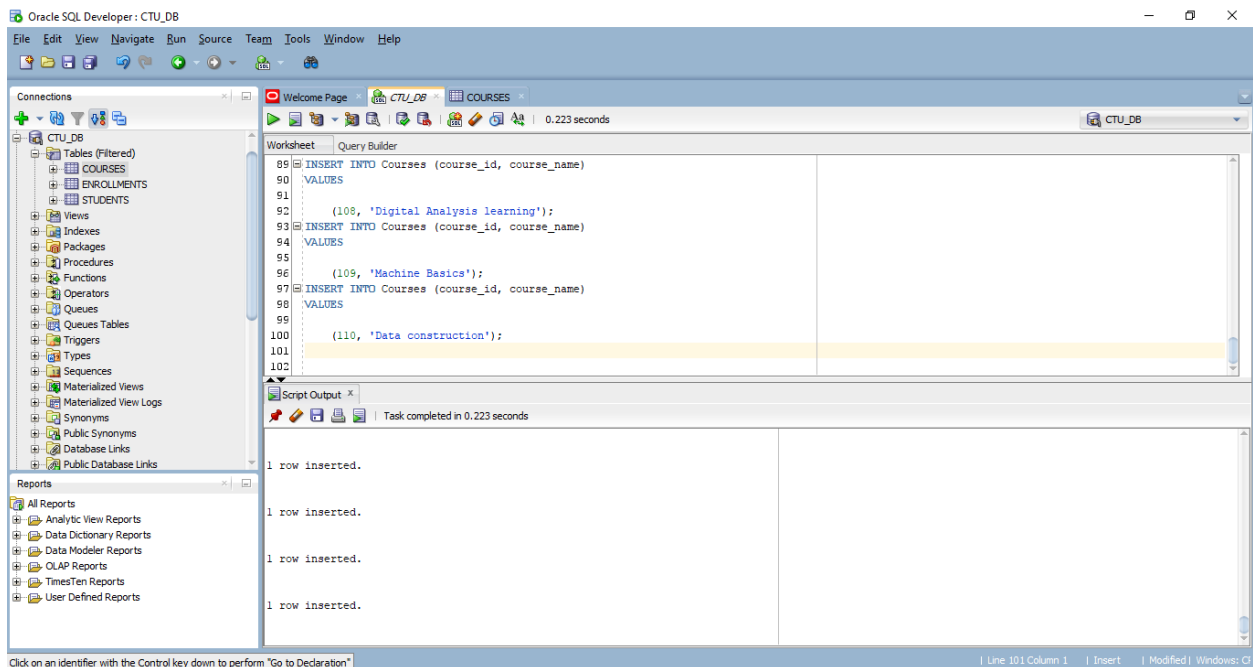 Oracle SQL Developer : CTU_DB
File Edit View Navigate Run Source Team Tools Window Help
Connections
CTU_DB
Tables (Filtered)
COURSES
ENROLLMENTS
STUDENTS
Views
Indexes
Packages
Procedures
Functions
Operators
Queues
Queues Tables
Triggers
Types
Sequences
Materialized Views
Materialized View Logs
Synonyms
Public Synonyms
Database Links
Public Database Links
Reports
All Reports
Analytic View Reports
Data Dictionary Reports
Data Modeler Reports
OLAP Reports
TimesTen Reports
User Defined Reports
Welcome Page CTU_DB COURSES
0.223 seconds
CTU_DB
Worksheet Query Builder
89 INSERT INTO Courses (course_id, course_name)
90 VALUES
91
92 (108, 'Digital Analysis learning');
93 INSERT INTO Courses (course_id, course_name)
94 VALUES
95
96 (109, 'Machine Basics');
97 INSERT INTO Courses (course_id, course_name)
98 VALUES
99
100 (110, 'Data construction');
101
102
Script Output x
Task completed in 0.223 seconds
1 row inserted.
1 row inserted.
1 row inserted.
1 row inserted.
Click on an identifier with the Control key down to perform "Go to Declaration"
| Line 101 Column 1 | Insert | Modified | Windows: